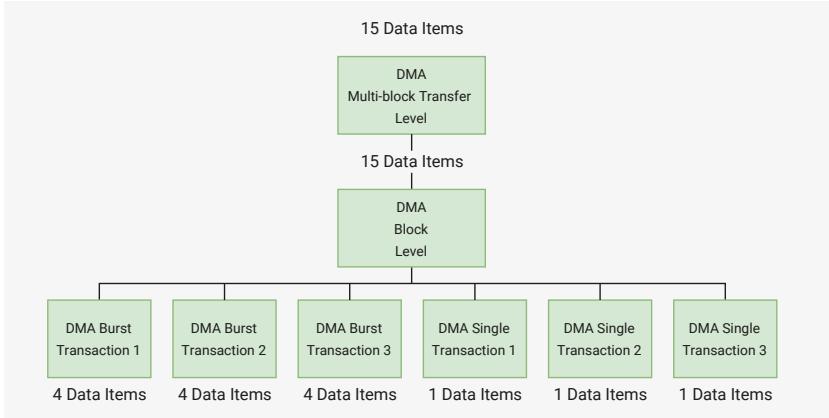 15 Data Items
DMA
Multi-block Transfer
Level
15 Data Items
DMA
Block
Level
DMA Burst
Transaction 1
DMA Burst
Transaction 2
DMA Burst
Transaction 3
DMA Single
Transaction 1
DMA Single
Transaction 2
DMA Single
Transaction 3
4 Data Items
4 Data Items
4 Data Items
1 Data Items
1 Data Items
1 Data Items